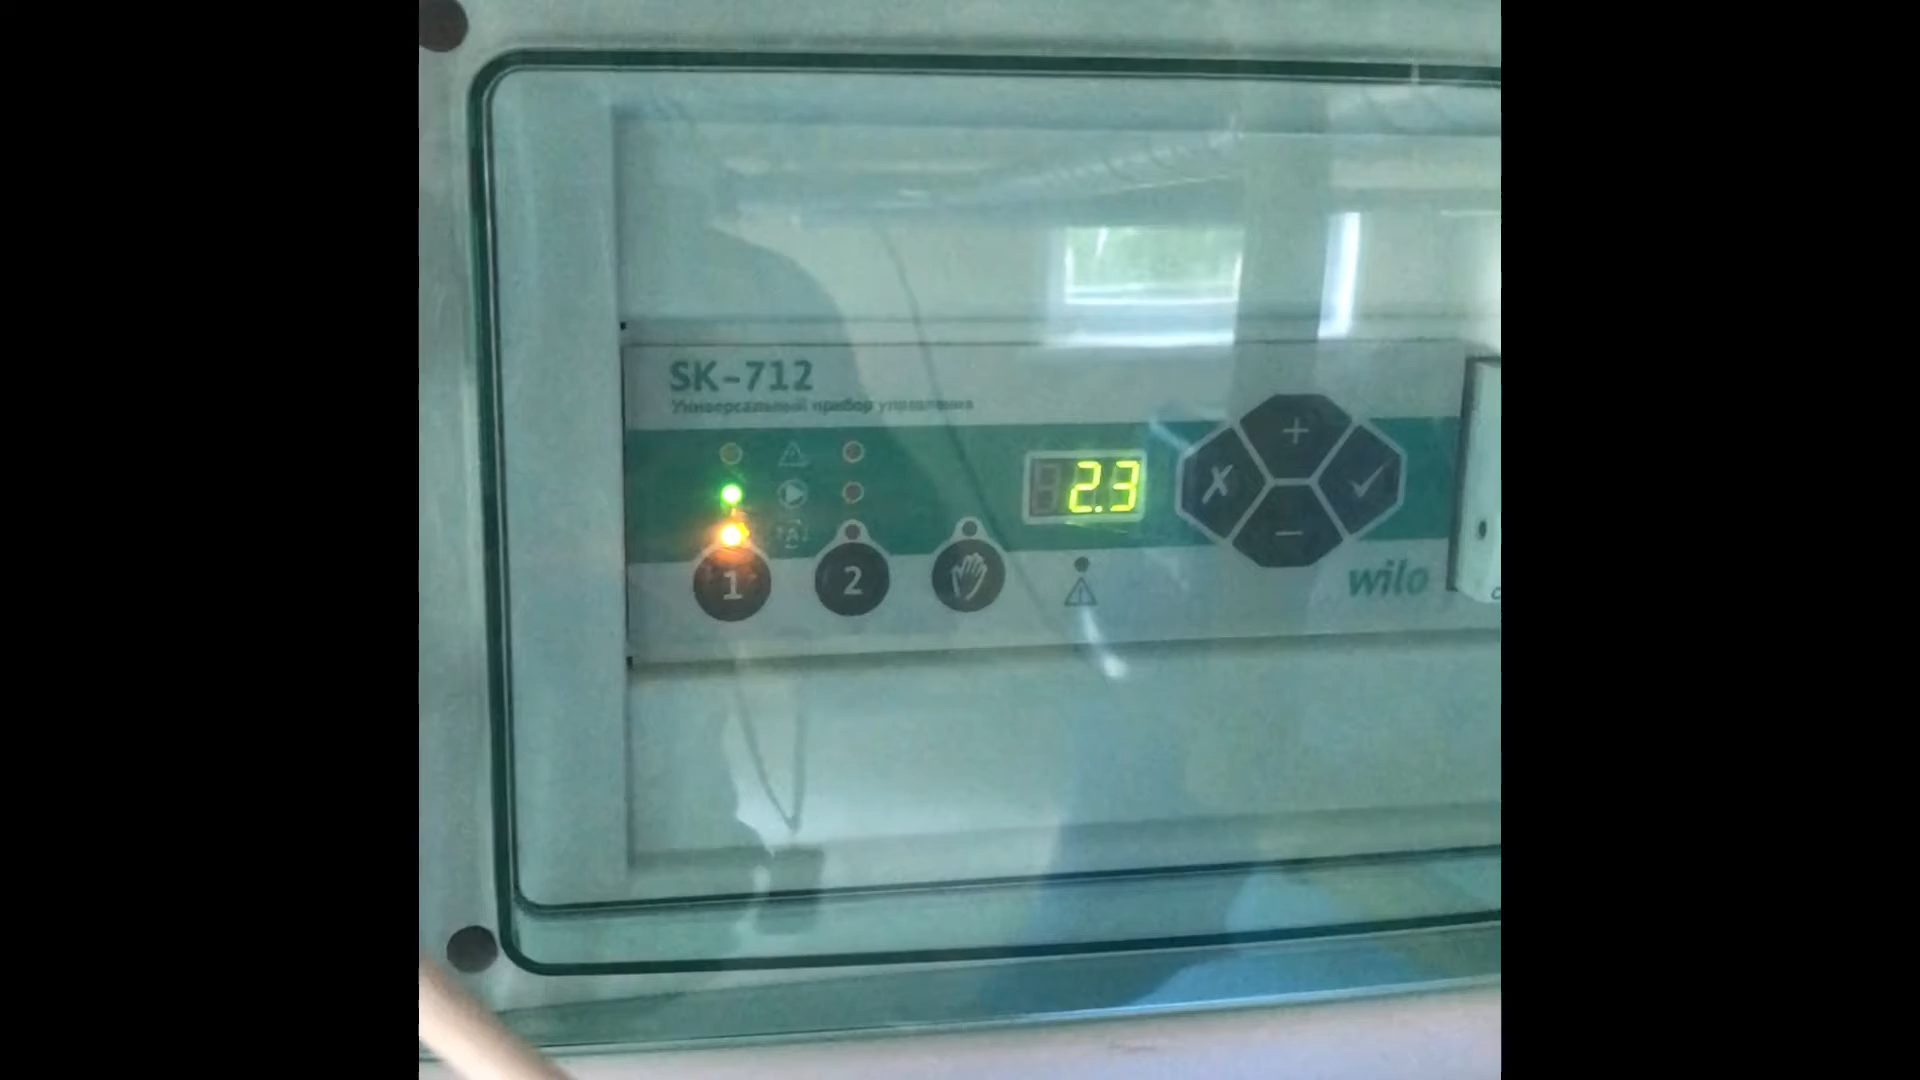 SK-712
Универсальный прибор управления
2.3
A
1
2
wilo